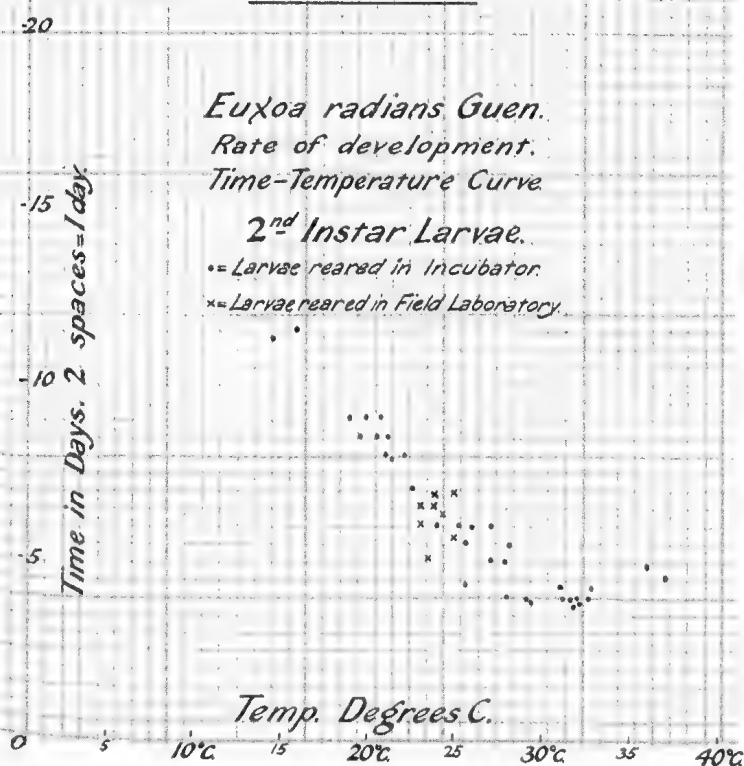 -20
Euxoa radians Guen.
Rate of development.
Time-Temperature Curve
2nd Instar Larvae.
•= Larvae reared in Incubator.
x= Larvae reared in Field Laboratory.
-15
-10
-5
Time in Days. 2 spaces=1 day.
Temp. Degrees C.
0 5 10°C. 15 20°C. 25 30°C. 35 40°C